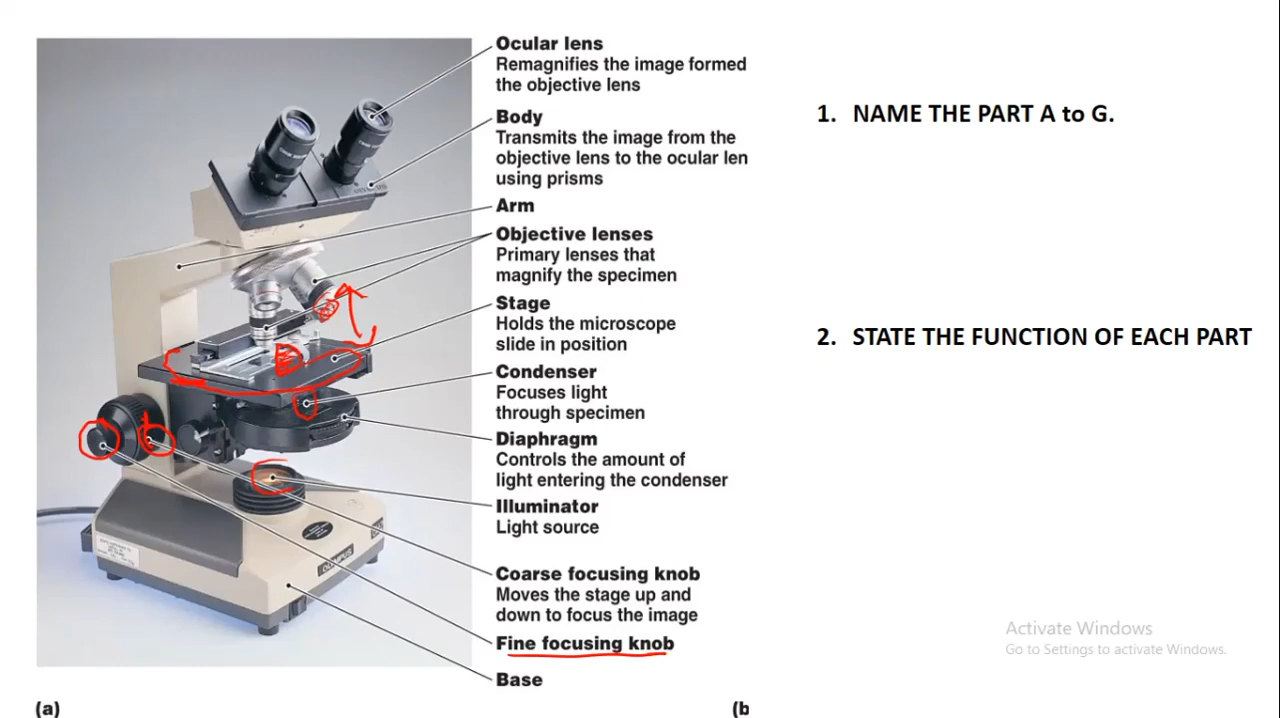 Ocular lens
Remagnifies the image formed
the objective lens
Body
Transmits the image from the
objective lens to the ocular len
using prisms
Arm
Objective lenses
Primary lenses that
magnify the specimen
Stage
Holds the microscope
slide in position
Condenser
Focuses light
through specimen
Diaphragm
Controls the amount of
light entering the condenser
Illuminator
Light source
Coarse focusing knob
Moves the stage up and
down to focus the image
Fine focusing knob
Base
(a)
(b
1. NAME THE PART A to G.
2. STATE THE FUNCTION OF EACH PART
OLYMPUS
Activate Windows
Go to Settings to activate Windows.